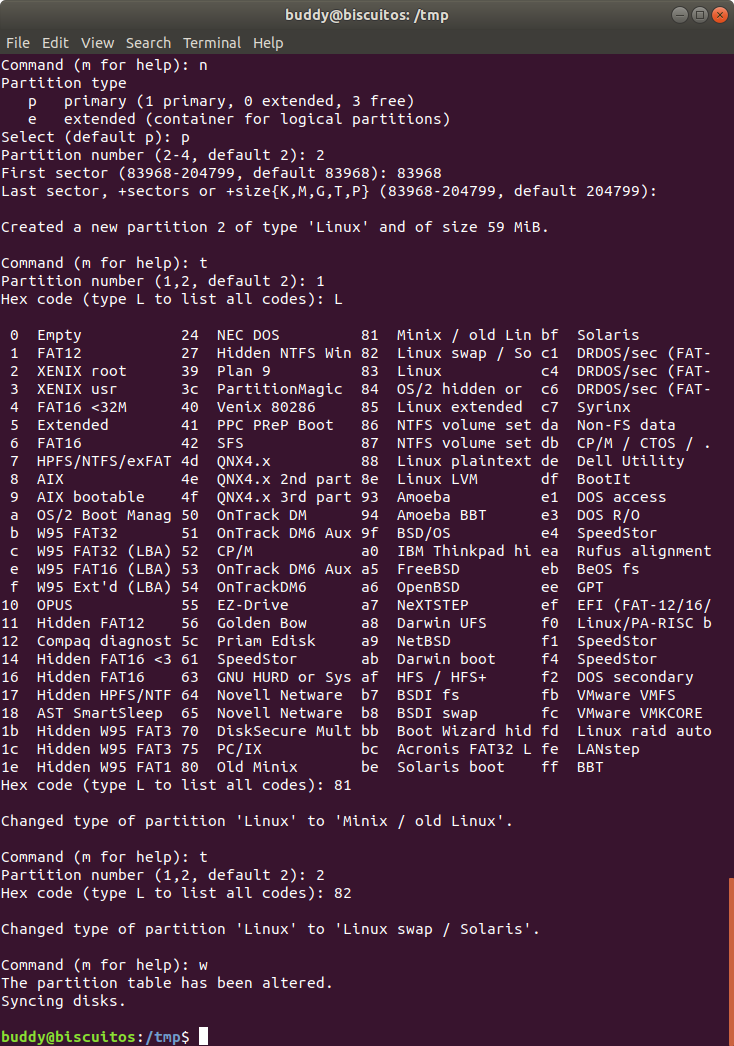 buddy@biscuitos: /tmp
File Edit View Search Terminal Help
Command (m for help): n
Partition type
   p   primary (1 primary, 0 extended, 3 free)
   e   extended (container for logical partitions)
Select (default p): p
Partition number (2-4, default 2): 2
First sector (83968-204799, default 83968): 83968
Last sector, +sectors or +size{K,M,G,T,P} (83968-204799, default 204799):
Created a new partition 2 of type 'Linux' and of size 59 MiB.
Command (m for help): t
Partition number (1,2, default 2): 1
Hex code (type L to list all codes): L
 0  Empty           24  NEC DOS         81  Minix / old Lin bf  Solaris
 1  FAT12           27  Hidden NTFS Win 82  Linux swap / So c1  DRDOS/sec (FAT-
 2  XENIX root      39  Plan 9          83  Linux           c4  DRDOS/sec (FAT-
 3  XENIX usr       3c  PartitionMagic  84  OS/2 hidden or  c6  DRDOS/sec (FAT-
 4  FAT16 <32M      40  Venix 80286     85  Linux extended  c7  Syrinx
 5  Extended        41  PPC PReP Boot   86  NTFS volume set da  Non-FS data
 6  FAT16           42  SFS             87  NTFS volume set db  CP/M / CTOS / .
 7  HPFS/NTFS/exFAT 4d  QNX4.x          88  Linux plaintext de  Dell Utility
 8  AIX             4e  QNX4.x 2nd part 8e  Linux LVM       df  BootIt
 9  AIX bootable    4f  QNX4.x 3rd part 93  Amoeba          e1  DOS access
 a  OS/2 Boot Manag 50  OnTrack DM      94  Amoeba BBT      e3  DOS R/O
 b  W95 FAT32       51  OnTrack DM6 Aux 9f  BSD/OS          e4  SpeedStor
 c  W95 FAT32 (LBA) 52  CP/M            a0  IBM Thinkpad hi ea  Rufus alignment
 e  W95 FAT16 (LBA) 53  OnTrack DM6 Aux a5  FreeBSD         eb  BeOS fs
 f  W95 Ext'd (LBA) 54  OnTrackDM6      a6  OpenBSD         ee  GPT
10  OPUS            55  EZ-Drive        a7  NeXTSTEP        ef  EFI (FAT-12/16/
11  Hidden FAT12    56  Golden Bow      a8  Darwin UFS      f0  Linux/PA-RISC b
12  Compaq diagnost 5c  Priam Edisk     a9  NetBSD          f1  SpeedStor
14  Hidden FAT16 <3 61  SpeedStor       ab  Darwin boot     f4  SpeedStor
16  Hidden FAT16    63  GNU HURD or Sys af  HFS / HFS+      f2  DOS secondary
17  Hidden HPFS/NTF 64  Novell Netware  b7  BSDI fs         fb  VMware VMFS
18  AST SmartSleep  65  Novell Netware  b8  BSDI swap       fc  VMware VMKCORE
1b  Hidden W95 FAT3 70  DiskSecure Mult bb  Boot Wizard hid fd  Linux raid auto
1c  Hidden W95 FAT3 75  PC/IX           bc  Acronis FAT32 L fe  LANstep
1e  Hidden W95 FAT1 80  Old Minix       be  Solaris boot    ff  BBT
Hex code (type L to list all codes): 81
Changed type of partition 'Linux' to 'Minix / old Linux'.
Command (m for help): t
Partition number (1,2, default 2): 2
Hex code (type L to list all codes): 82
Changed type of partition 'Linux' to 'Linux swap / Solaris'.
Command (m for help): w
The partition table has been altered.
Syncing disks.
buddy@biscuitos:/tmp$